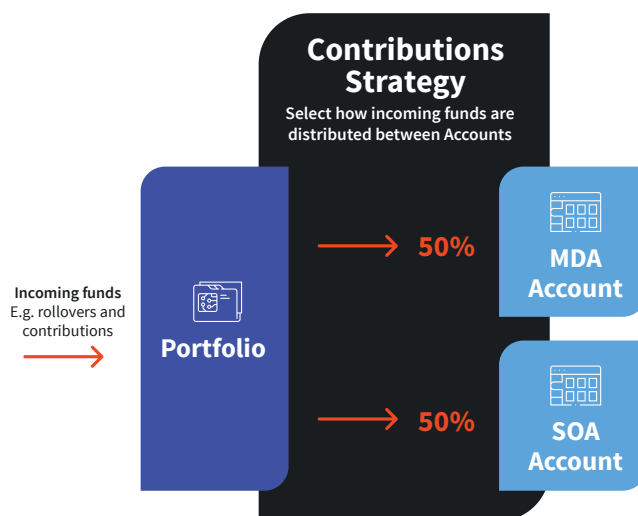 Contributions
Strategy
Select how incoming funds are
distributed between Accounts
Incoming funds
E.g. rollovers and
contributions
Portfolio
50%
MDA
Account
50%
SOA
Account